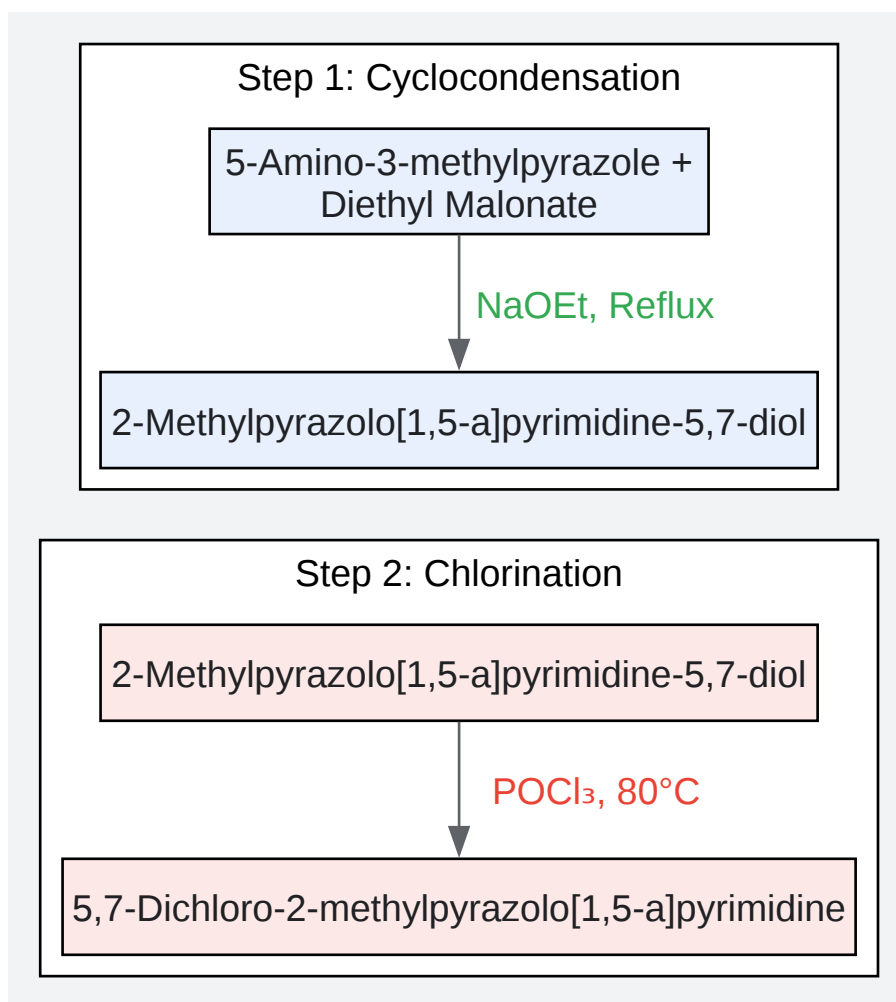 Step 1: Cyclocondensation
5-Amino-3-methylpyrazole +
Diethyl Malonate
NaOEt, Reflux
2-Methylpyrazolo[1,5-a]pyrimidine-5,7-diol
Step 2: Chlorination
2-Methylpyrazolo[1,5-a]pyrimidine-5,7-diol
POCl₃, 80°C
5,7-Dichloro-2-methylpyrazolo[1,5-a]pyrimidine